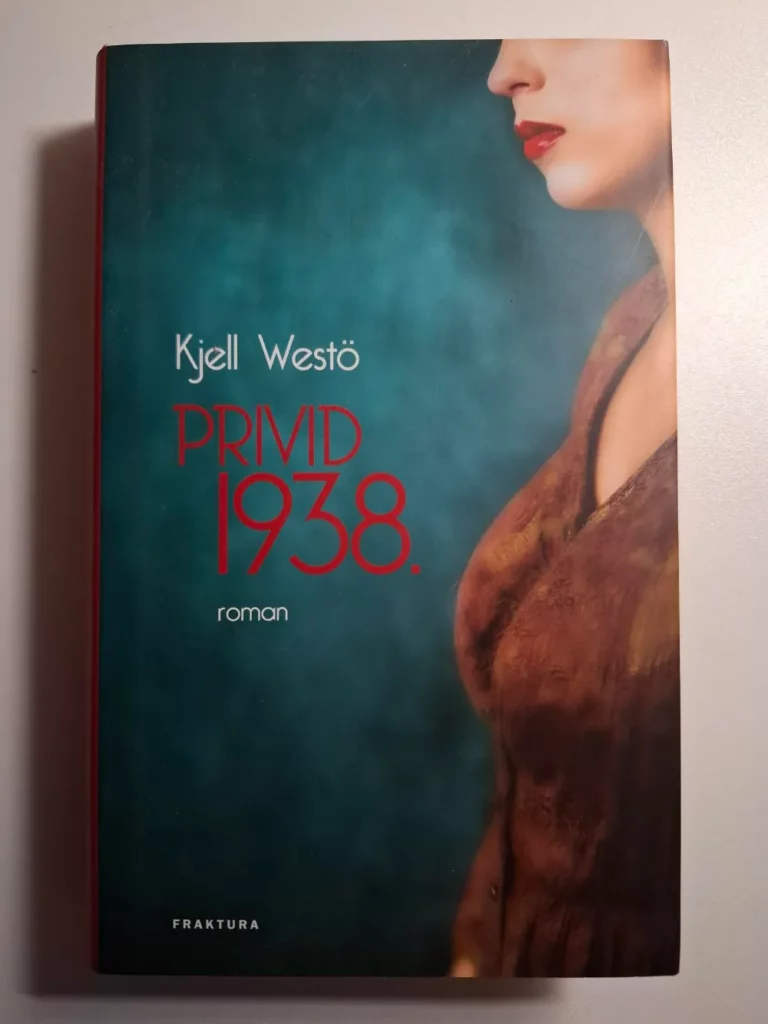 Kjell Westö
PRIVID
1938.
roman
FRAKTURA